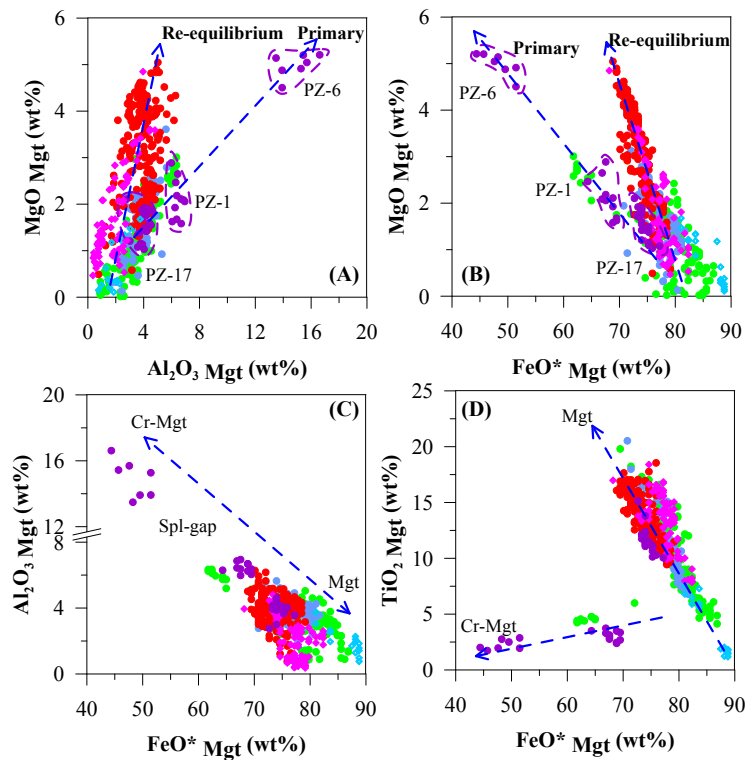 Re-equilibrium Primary
PZ-6
PZ-1
PZ-17
(A)
MgO Mgt (wt%)
6
4
2
0
0 4 8 12 16 20
Al2O3 Mgt (wt%)
Primary Re-equilibrium
PZ-6
PZ-1
PZ-17
(B)
MgO Mgt (wt%)
6
4
2
0
40 50 60 70 80 90
FeO* Mgt (wt%)
(C)
Cr-Mgt
Spl-gap
Mgt
Al2O3 Mgt (wt%)
20
16
12
8
4
0
40 50 60 70 80 90
FeO* Mgt (wt%)
(D)
Mgt
Cr-Mgt
TiO2 Mgt (wt%)
25
20
15
10
5
0
40 50 60 70 80 90
FeO* Mgt (wt%)